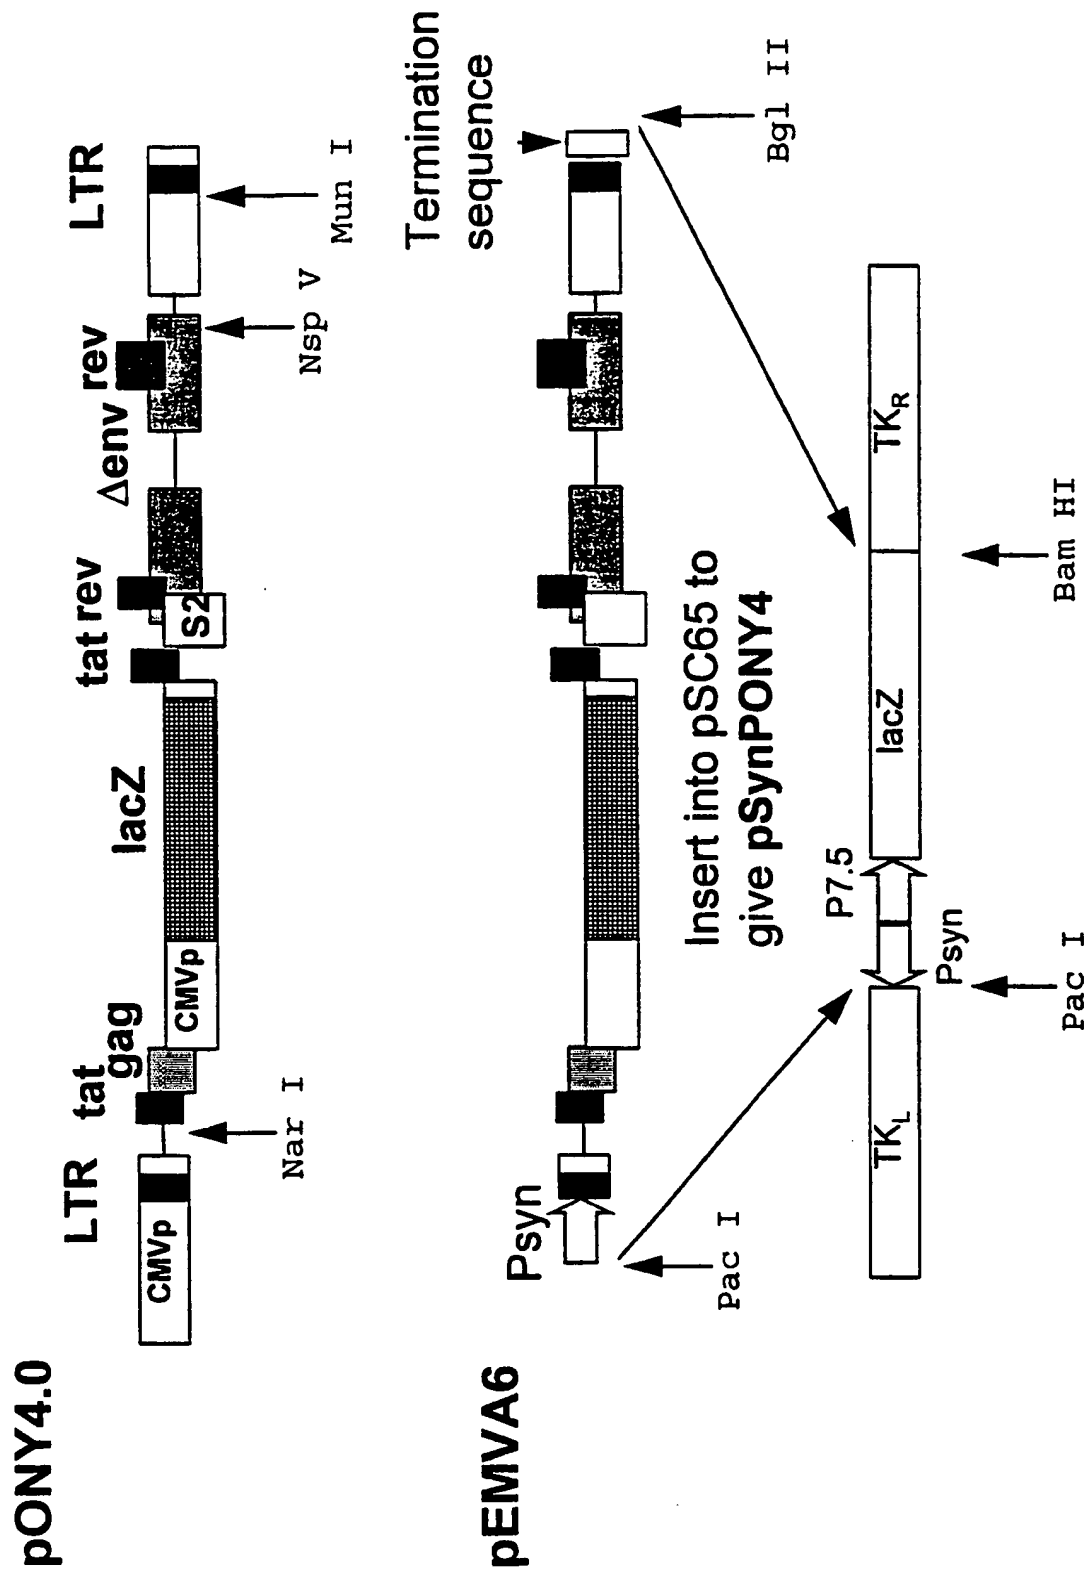 pONY4.0
LTR
tat
gag
lacZ
tat
rev
Δenv
rev
LTR
CMVp
CMVp
S2
Nar I
Nsp V
Mun I
pEMVA6
Psyn
Termination
sequence
Pac I
Bgl II
Insert into pSC65 to
give pSynPONY4
P7.5
TKL
lacZ
TKR
Psyn
Pac I
Bam HI